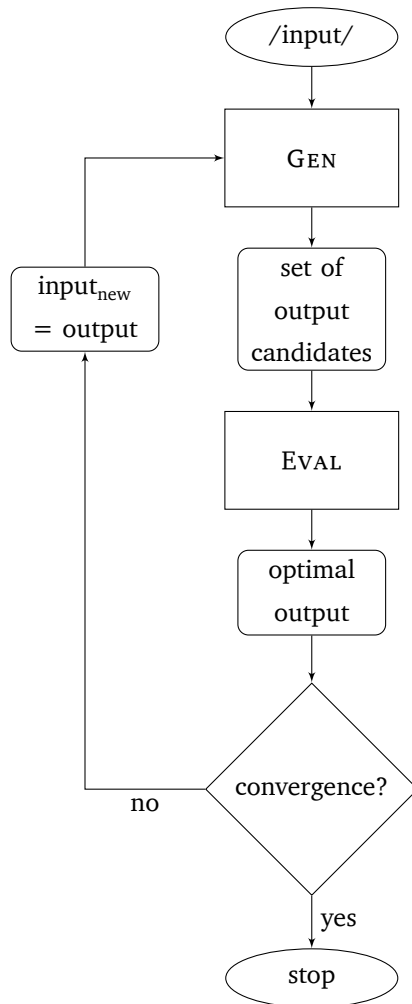 /input/
GEN
set of
output
candidates
input_new
= output
EVAL
optimal
output
convergence?
no
yes
stop